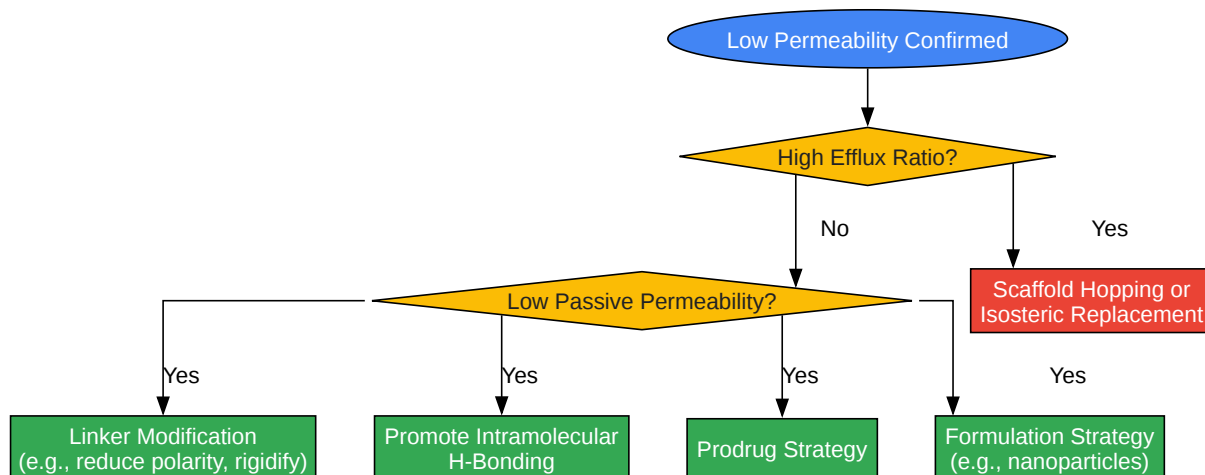 Low Permeability Confirmed
High Efflux Ratio?
No
Yes
Scaffold Hopping or
Isosteric Replacement
Low Passive Permeability?
Yes
Yes
Yes
Yes
Linker Modification
(e.g., reduce polarity, rigidify)
Promote Intramolecular
H-Bonding
Prodrug Strategy
Formulation Strategy
(e.g., nanoparticles)